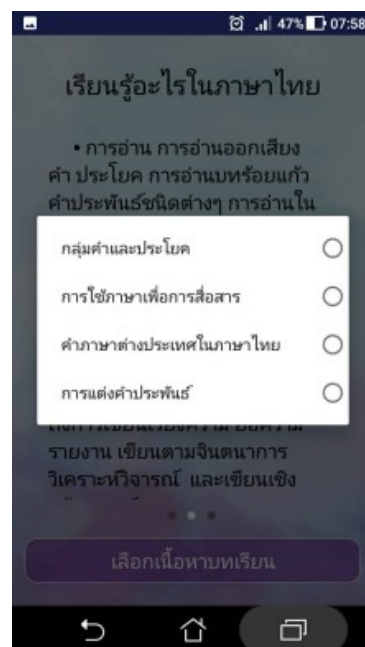 47% 07:58
เรียนรู้อะไรในภาษาไทย
• การอ่าน การอ่านออกเสียง
คำ ประโยค การอ่านบทร้อยแก้ว
คำประพันธ์ชนิดต่างๆ การอ่านใน
กลุ่มคำและประโยค
การใช้ภาษาเพื่อการสื่อสาร
คำภาษาต่างประเทศในภาษาไทย
การแต่งคำประพันธ์
รายงาน เขียนตามจินตนาการ
วิเคราะห์วิจารณ์ และเขียนเชิง
เลือกเนื้อหาบทเรียน